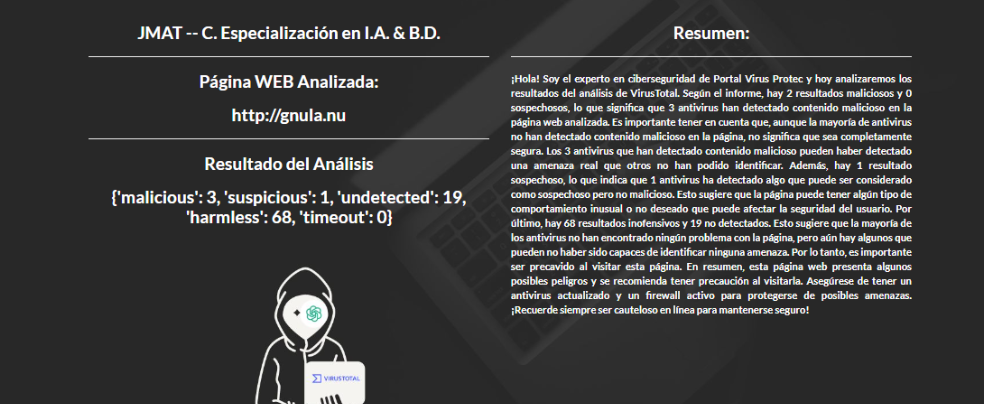 JMAT -- C. Especialización en I.A. & B.D.
Página WEB Analizada:
http://gnula.nu
Resultado del Análisis
{'malicious': 3, 'suspicious': 1, 'undetected': 19,
'harmless': 68, 'timeout': 0}
VIRUSTOTAL
Resumen:
¡Hola! Soy el experto en ciberseguridad de Portal Virus Protec y hoy analizaremos los
resultados del análisis de VirusTotal. Según el informe, hay 2 resultados maliciosos y 0
sospechosos, lo que significa que 3 antivirus han detectado contenido malicioso en la
página web analizada. Es importante tener en cuenta que, aunque la mayoría de antivirus
no han detectado contenido malicioso en la página, no significa que sea completamente
segura. Los 3 antivirus que han detectado contenido malicioso pueden haber detectado
una amenaza real que otros no han podido identificar. Además, hay 1 resultado
sospechoso, lo que indica que 1 antivirus ha detectado algo que puede ser considerado
como sospechoso pero no malicioso. Esto sugiere que la página puede tener algún tipo de
comportamiento inusual o no deseado que puede afectar la seguridad del usuario. Por
último, hay 68 resultados inofensivos y 19 no detectados. Esto sugiere que la mayoría de
los antivirus no han encontrado ningún problema con la página, pero aún hay algunos que
pueden no haber sido capaces de identificar ninguna amenaza. Por lo tanto, es importante
ser precavido al visitar esta página. En resumen, esta página web presenta algunos
posibles peligros y se recomienda tener precaución al visitarla. Asegúrese de tener un
antivirus actualizado y un firewall activo para protegerse de posibles amenazas.
¡Recuerde siempre ser cauteloso en línea para mantenerse seguro!